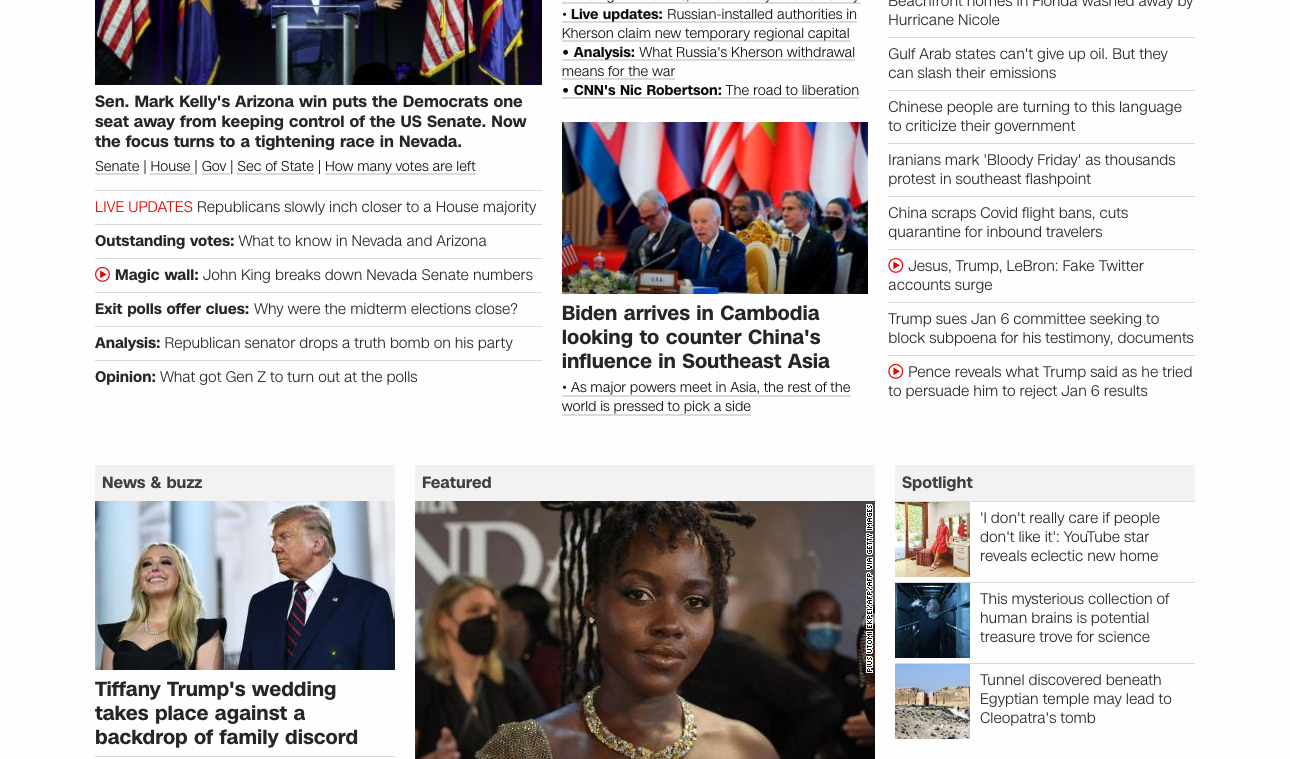 Sen. Mark Kelly's Arizona win puts the Democrats one
seat away from keeping control of the US Senate. Now
the focus turns to a tightening race in Nevada.
Senate | House | Gov | Sec of State | How many votes are left
LIVE UPDATES Republicans slowly inch closer to a House majority
Outstanding votes: What to know in Nevada and Arizona
Magic wall: John King breaks down Nevada Senate numbers
Exit polls offer clues: Why were the midterm elections close?
Analysis: Republican senator drops a truth bomb on his party
Opinion: What got Gen Z to turn out at the polls
• Live updates: Russian-installed authorities in
Kherson claim new temporary regional capital
• Analysis: What Russia's Kherson withdrawal
means for the war
• CNN's Nic Robertson: The road to liberation
U.S.A.
Biden arrives in Cambodia
looking to counter China's
influence in Southeast Asia
• As major powers meet in Asia, the rest of the
world is pressed to pick a side
Beachfront homes in Florida washed away by
Hurricane Nicole
Gulf Arab states can't give up oil. But they
can slash their emissions
Chinese people are turning to this language
to criticize their government
Iranians mark 'Bloody Friday' as thousands
protest in southeast flashpoint
China scraps Covid flight bans, cuts
quarantine for inbound travelers
Jesus, Trump, LeBron: Fake Twitter
accounts surge
Trump sues Jan 6 committee seeking to
block subpoena for his testimony, documents
Pence reveals what Trump said as he tried
to persuade him to reject Jan 6 results
News & buzz
Tiffany Trump's wedding
takes place against a
backdrop of family discord
Featured
NDA
PIUS UTOMI EKPEI/AFP/AFP VIA GETTY IMAGES
Spotlight
'I don't really care if people
don't like it': YouTube star
reveals eclectic new home
This mysterious collection of
human brains is potential
treasure trove for science
Tunnel discovered beneath
Egyptian temple may lead to
Cleopatra's tomb